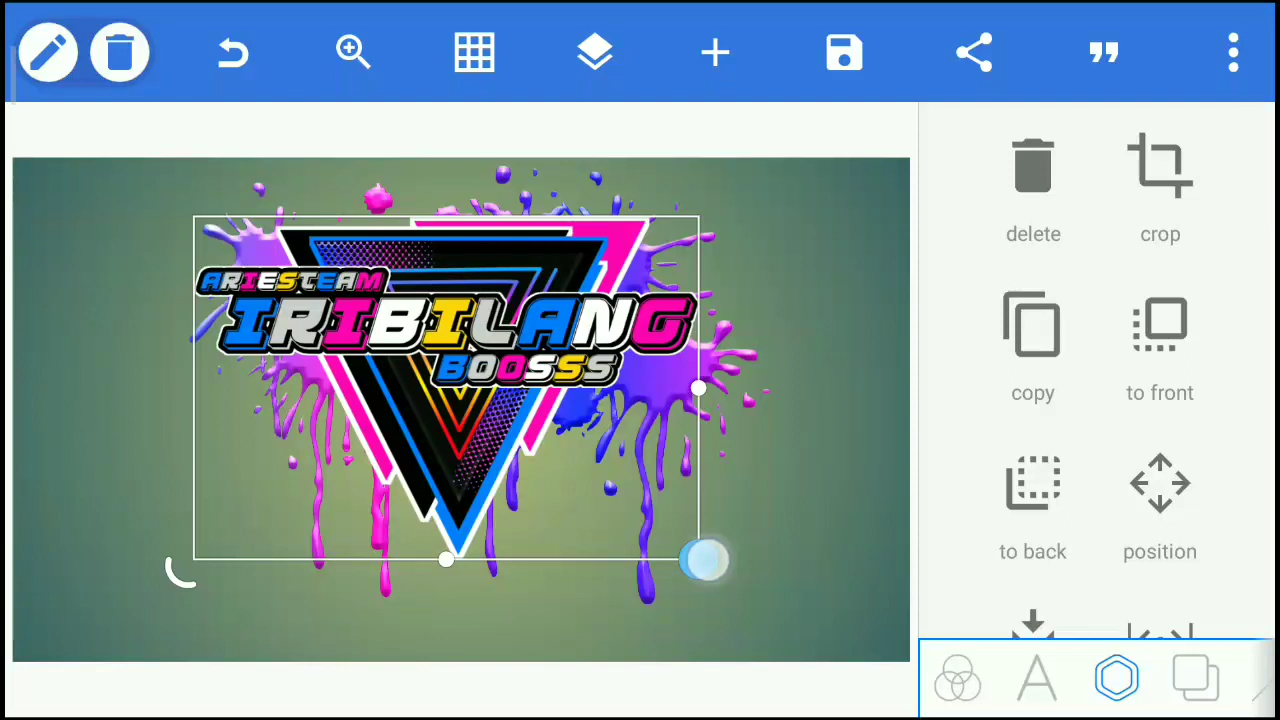 delete
crop
copy
to front
to back
position
ARIESTEAM
IRIBILANG
BOOSSS